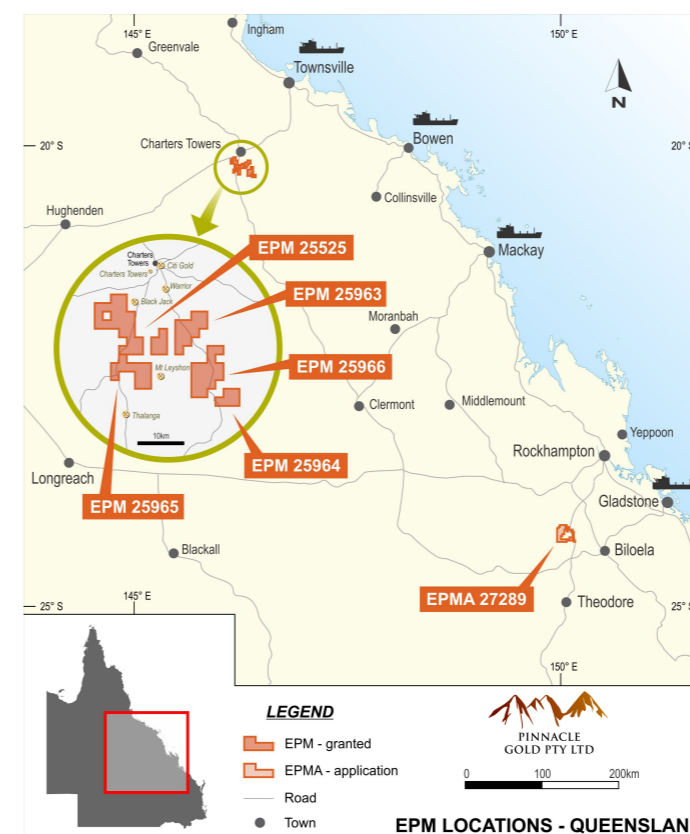 145° E
150° E
Ingham
Greenvale
Townsville
N
20° S
Charters Towers
20° S
Bowen
Collinsville
Hughenden
Mackay
EPM 25525
Charters
Towers
Citi Gold
Charters Towers
Warrior
Black Jack
EPM 25963
Moranbah
EPM 25966
Mt Leyshon
Clermont
Middlemount
Thalanga
10km
Yeppoon
Rockhampton
EPM 25964
Longreach
Gladstone
EPM 25965
Blackall
Biloela
EPMA 27289
Theodore
25° S
145° E
25°
150° E
LEGEND
EPM - granted
EPMA - application
Road
Town
PINNACLE
GOLD PTY LTD
0 100 200km
EPM LOCATIONS - QUEENSLAN